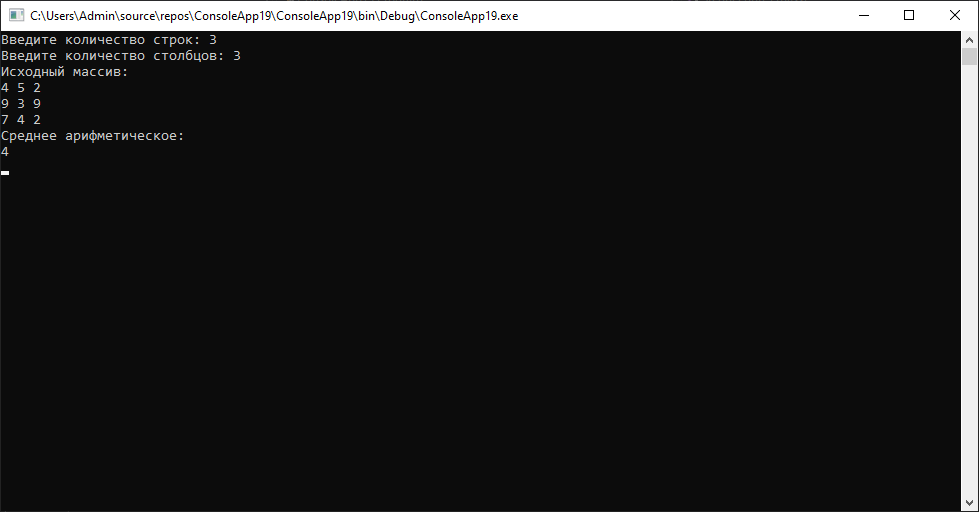 C:\Users\Admin\source\repos\ConsoleApp19\ConsoleApp19\bin\Debug\ConsoleApp19.exe
Введите количество строк: 3
Введите количество столбцов: 3
Исходный массив:
4 5 2
9 3 9
7 4 2
Среднее арифметическое:
4